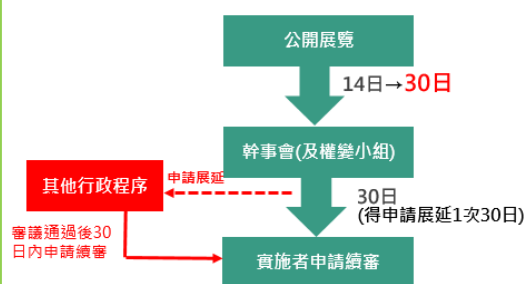 公開展覽
14日→30日
幹事會(及權變小組)
申請展延
其他行政程序
30日
(得申請展延1次30日)
審議通過後30
日內申請續審
實施者申請續審